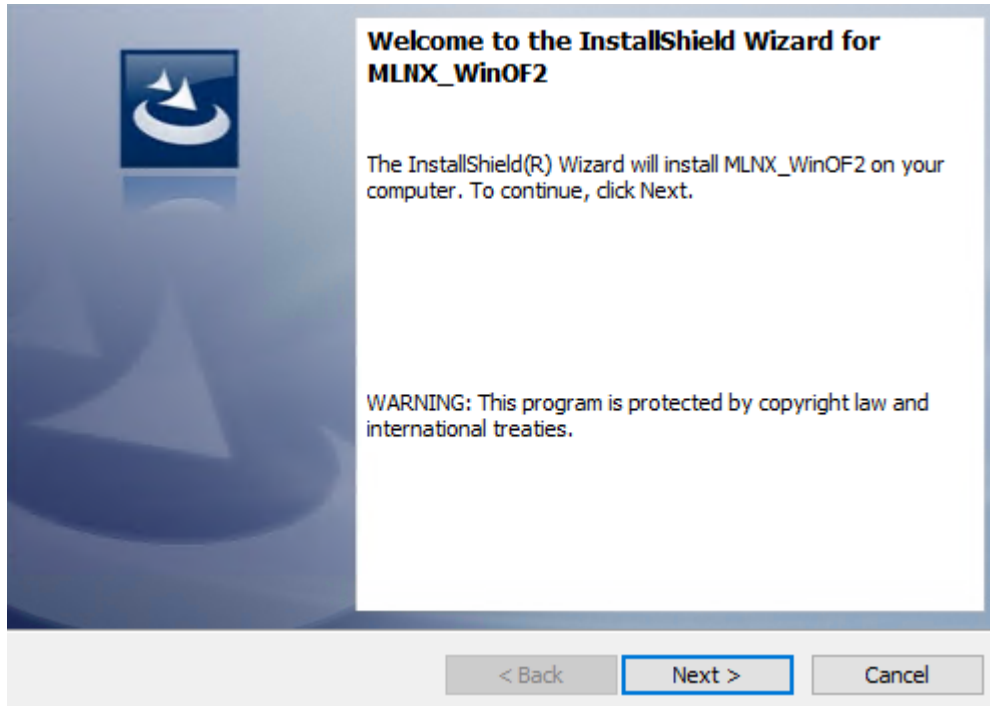 Welcome to the InstallShield Wizard for
MLNX_WinOF2
The InstallShield(R) Wizard will install MLNX_WinOF2 on your
computer. To continue, click Next.
WARNING: This program is protected by copyright law and
international treaties.
< Back
Next >
Cancel